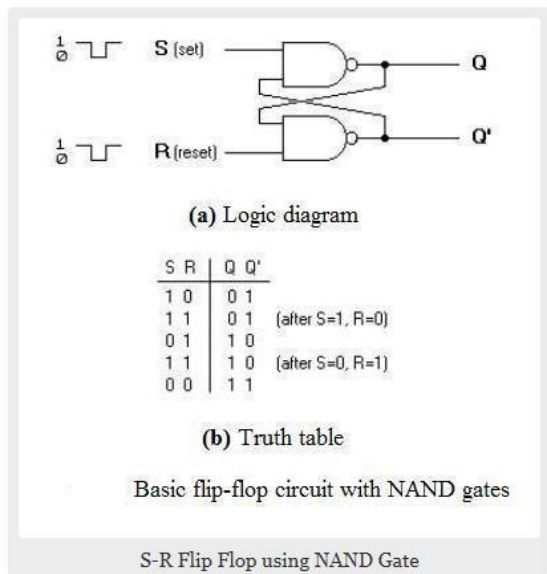 1
0 S (set) Q
1
0 R (reset) Q'
(a) Logic diagram
S R Q Q'
1 0 0 1
1 1 0 1 (after S=1, R=0)
0 1 1 0
1 1 1 0 (after S=0, R=1)
0 0 1 1
(b) Truth table
Basic flip-flop circuit with NAND gates
S-R Flip Flop using NAND Gate